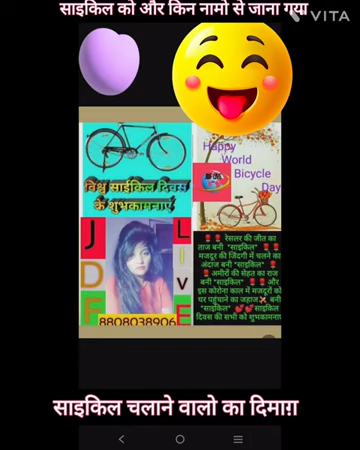 साइकिल को और किन नामो से जाना गया
VITA
विश्व साईकिल दिवस
के शुभकामनाएं
Happy
World
Bicycle
Day
J
D
F
L
I
V
E
8808038906
रेसलर की जीत का
ताज बनी "साइकिल"
मजदूर की जिंदगी में चलने का
अंदाज बनी "साइकिल"
अमीरों की सेहत का राज
बनी "साइकिल" और
इस कोरोना काल में मजदूरों को
घर पहुंचाने का जहाज बनी
"साइकिल" साइकिल
दिवस की सभी को शुभकामनाएं
साइकिल चलाने वालो का दिमाग़